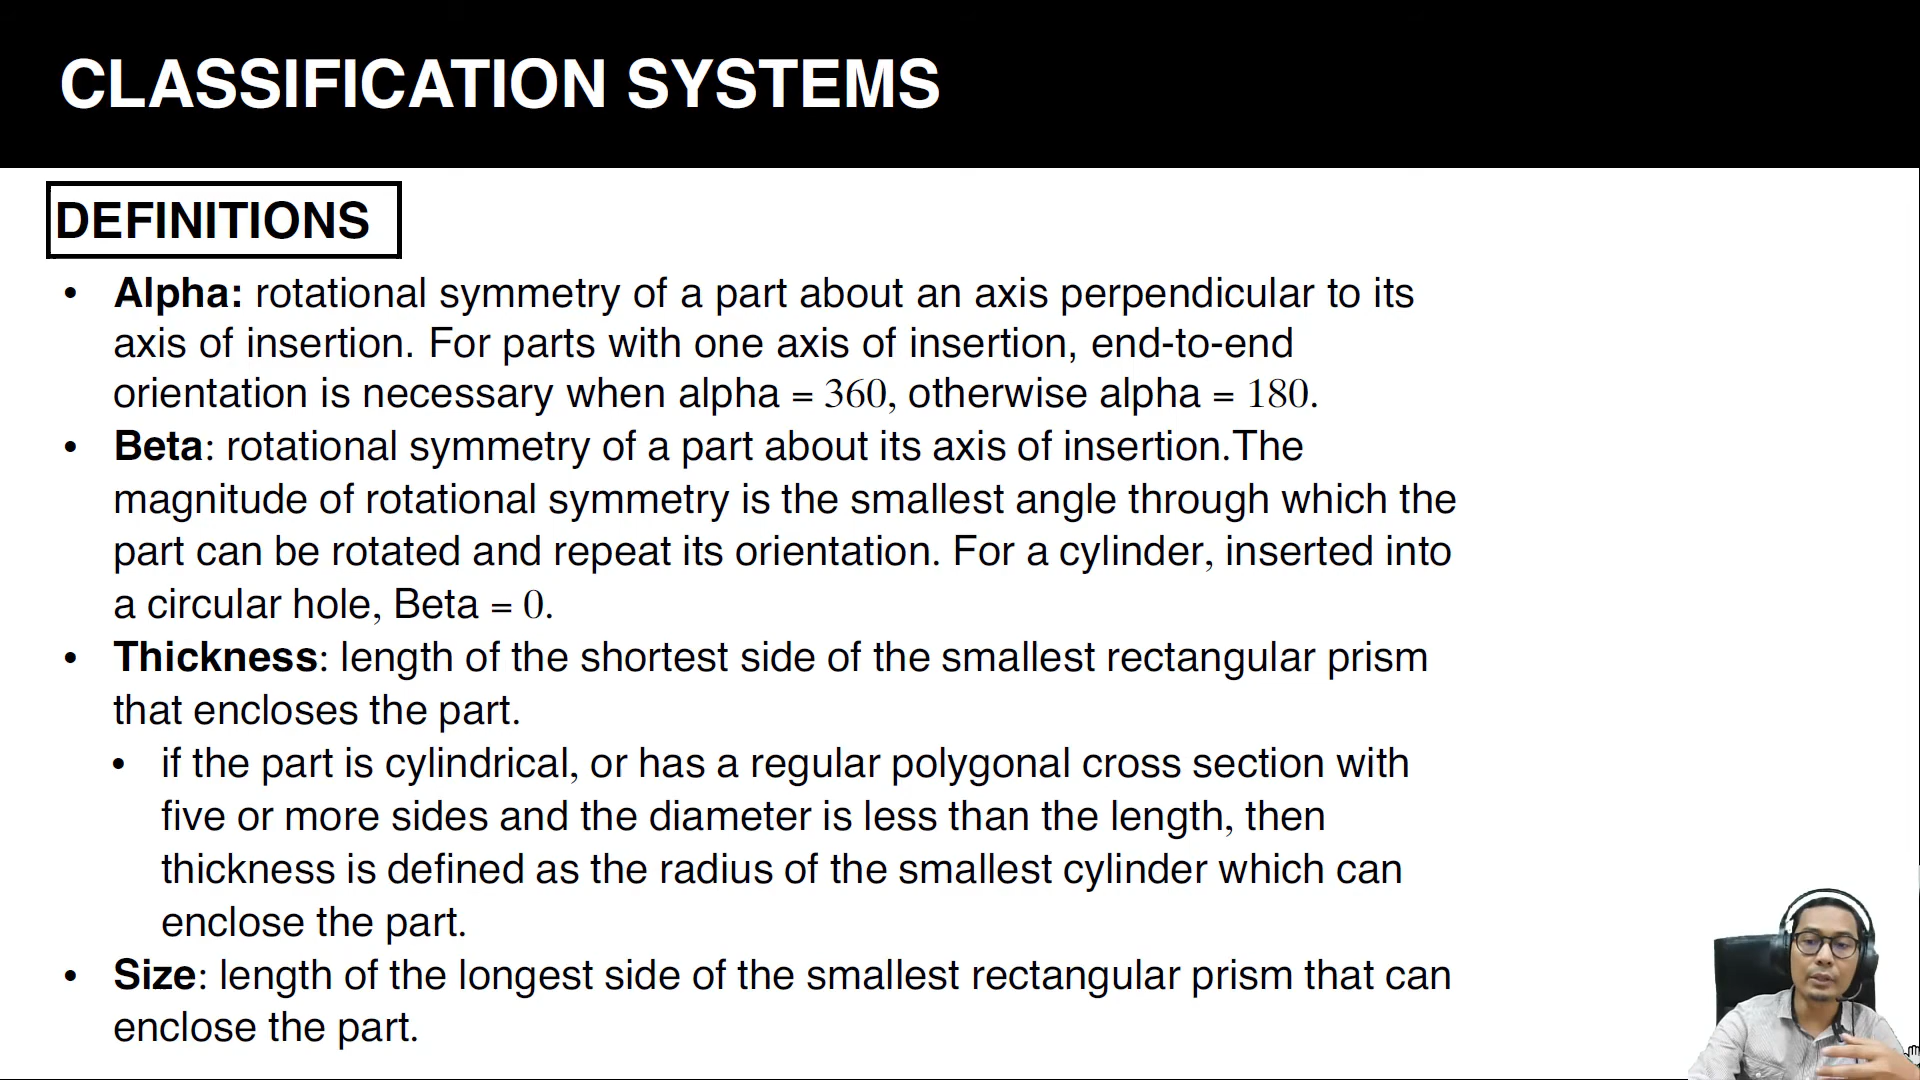 CLASSIFICATION SYSTEMS
DEFINITIONS
• Alpha: rotational symmetry of a part about an axis perpendicular to its
axis of insertion. For parts with one axis of insertion, end-to-end
orientation is necessary when alpha = 360, otherwise alpha = 180.
• Beta: rotational symmetry of a part about its axis of insertion.The
magnitude of rotational symmetry is the smallest angle through which the
part can be rotated and repeat its orientation. For a cylinder, inserted into
a circular hole, Beta = 0.
• Thickness: length of the shortest side of the smallest rectangular prism
that encloses the part.
• if the part is cylindrical, or has a regular polygonal cross section with
five or more sides and the diameter is less than the length, then
thickness is defined as the radius of the smallest cylinder which can
enclose the part.
• Size: length of the longest side of the smallest rectangular prism that can
enclose the part.